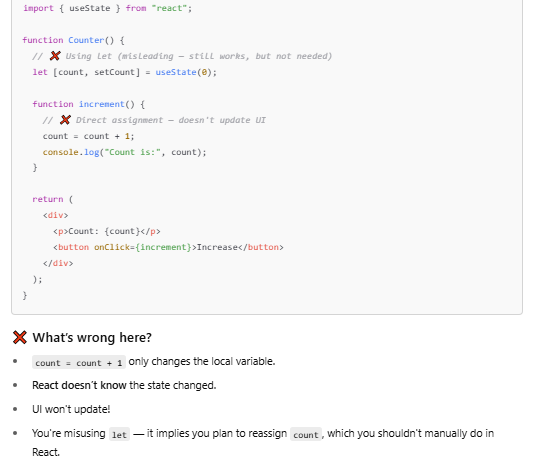 import { useState } from "react";
function Counter() {
// ❌ Using let (misleading — still works, but not needed)
let [count, setCount] = useState(0);
function increment() {
// ❌ Direct assignment — doesn't update UI
count = count + 1;
console.log("Count is:", count);
}
return (
<div>
<p>Count: {count}</p>
<button onClick={increment}>Increase</button>
</div>
);
}
❌ What's wrong here?
• count = count + 1 only changes the local variable.
• React doesn't know the state changed.
• UI won't update!
• You're misusing let — it implies you plan to reassign count, which you shouldn't manually do in
React.